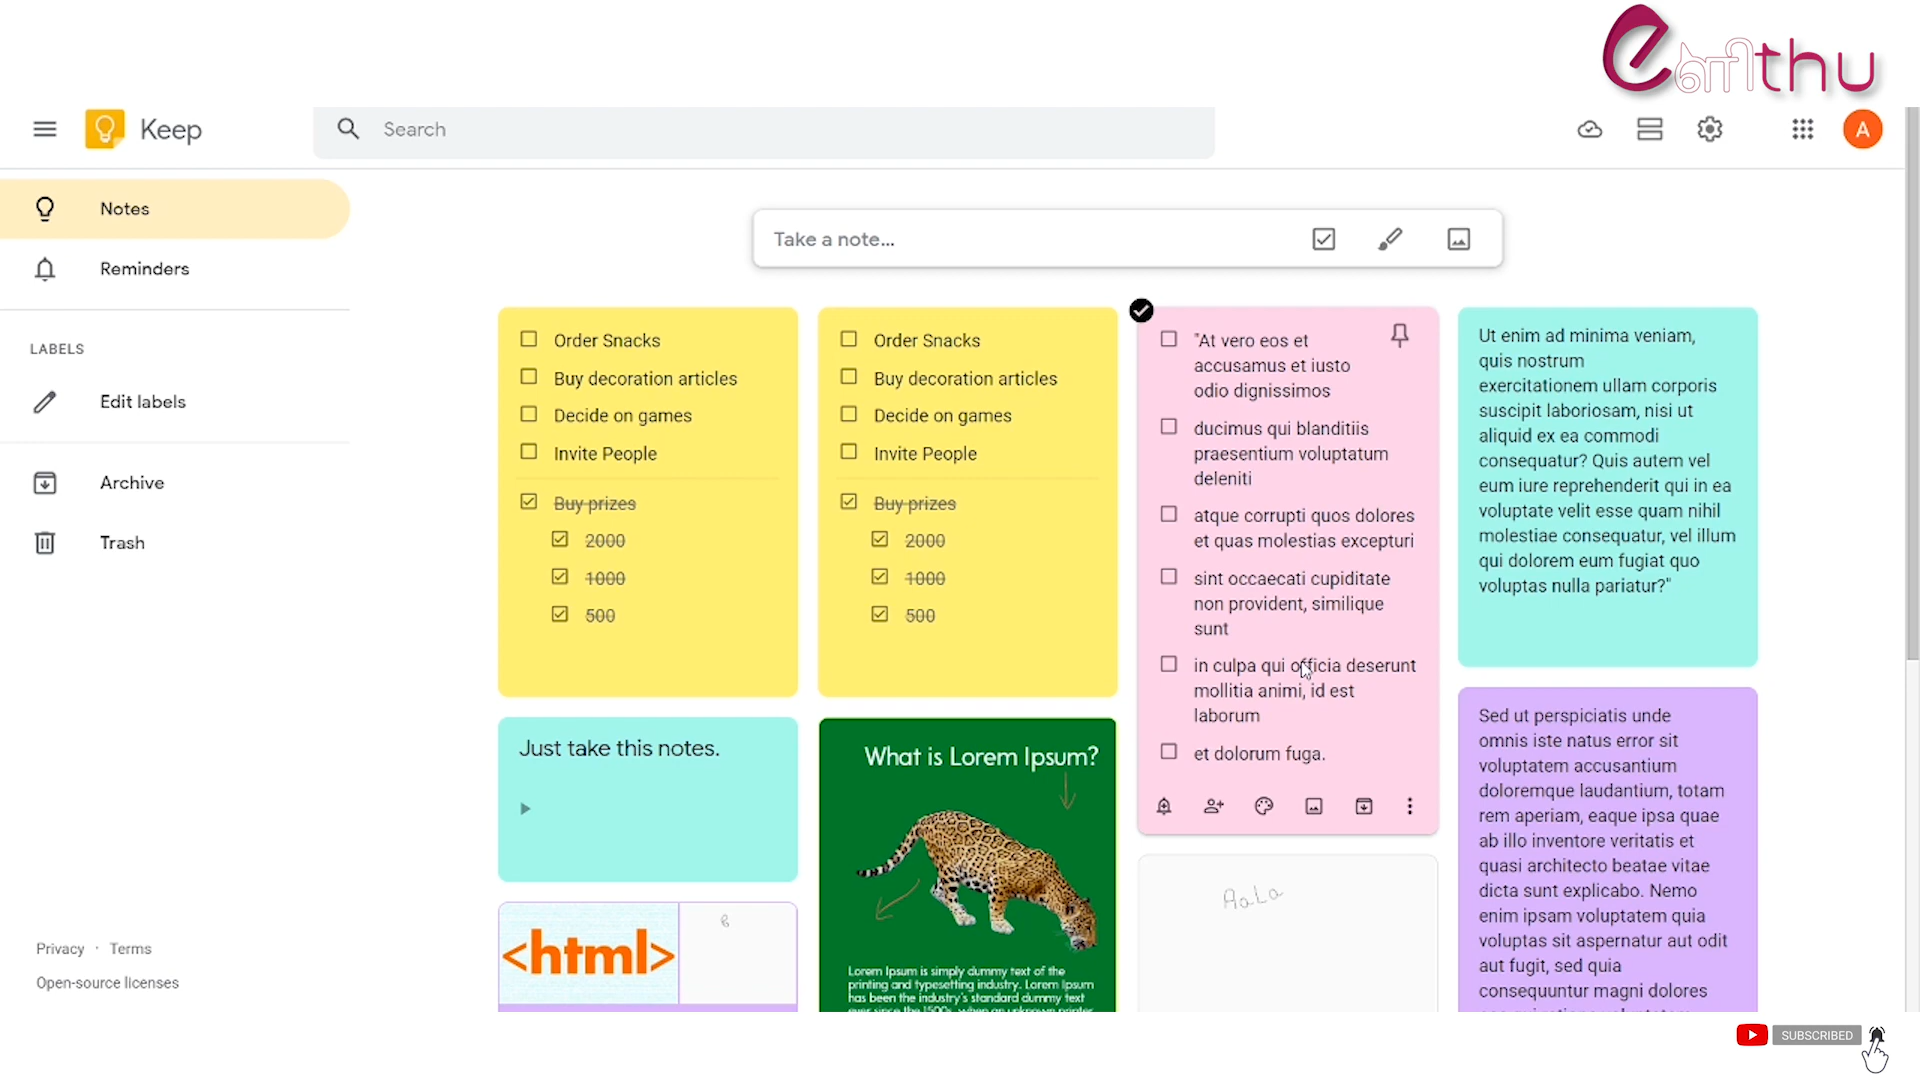 eளிthu
Keep
Search
A
Notes
Reminders
LABELS
Edit labels
Archive
Trash
Privacy · Terms
Open-source licenses
Take a note...
Order Snacks
Buy decoration articles
Decide on games
Invite People
Buy prizes
2000
1000
500
Order Snacks
Buy decoration articles
Decide on games
Invite People
Buy prizes
2000
1000
500
"At vero eos et
accusamus et iusto
odio dignissimos
ducimus qui blanditiis
praesentium voluptatum
deleniti
atque corrupti quos dolores
et quas molestias excepturi
sint occaecati cupiditate
non provident, similique
sunt
in culpa qui officia deserunt
mollitia animi, id est
laborum
et dolorum fuga.
Ut enim ad minima veniam,
quis nostrum
exercitationem ullam corporis
suscipit laboriosam, nisi ut
aliquid ex ea commodi
consequatur? Quis autem vel
eum iure reprehenderit qui in ea
voluptate velit esse quam nihil
molestiae consequatur, vel illum
qui dolorem eum fugiat quo
voluptas nulla pariatur?"
Just take this notes.
<html>
B
What is Lorem Ipsum?
Lorem Ipsum is simply dummy text of the
printing and typesetting industry. Lorem Ipsum
has been the industry's standard dummy text
ever since the 1500s, when an unknown printer
AaLa
Sed ut perspiciatis unde
omnis iste natus error sit
voluptatem accusantium
doloremque laudantium, totam
rem aperiam, eaque ipsa quae
ab illo inventore veritatis et
quasi architecto beatae vitae
dicta sunt explicabo. Nemo
enim ipsam voluptatem quia
voluptas sit aspernatur aut odit
aut fugit, sed quia
consequuntur magni dolores
SUBSCRIBED